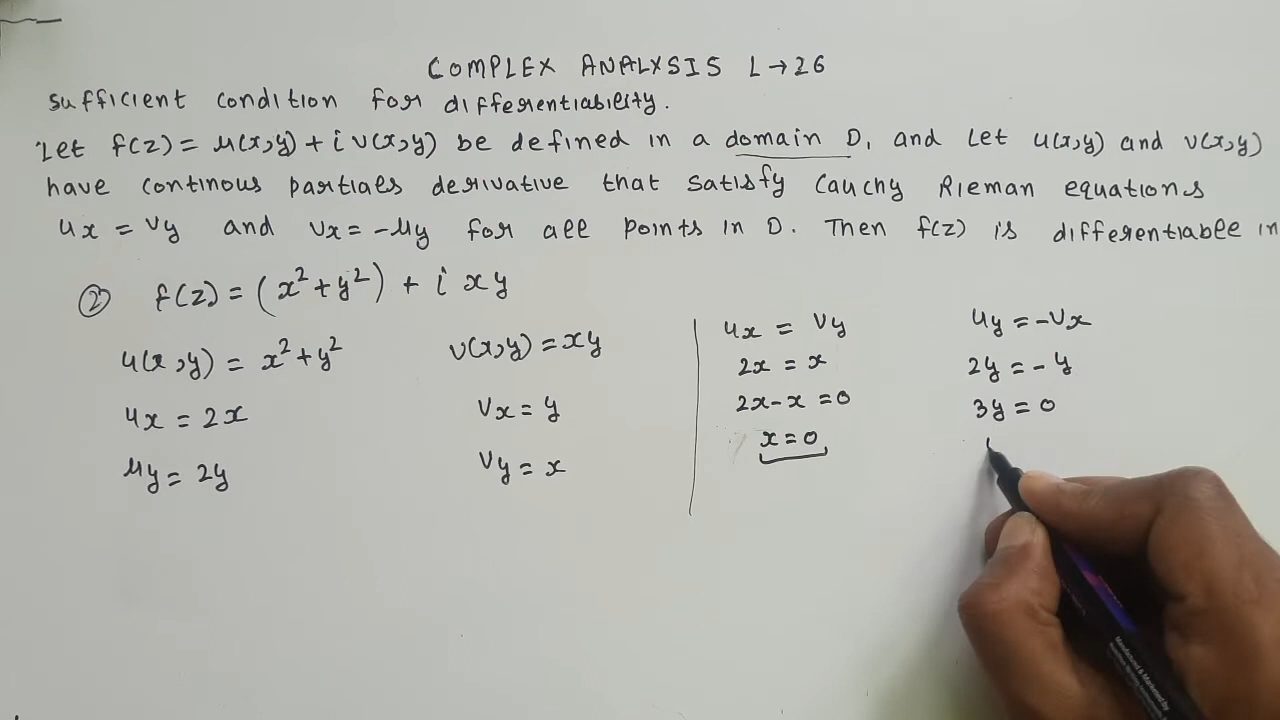 COMPLEX ANALYSIS L→26
Sufficient condition for differentiability.
Let f(z) = u(x,y) + i v(x,y) be defined in a domain D, and Let u(x,y) and v(x,y)
have continous partials derivative that satisfy Cauchy Rieman equations
ux = vy and vx = -uy for all points in D. Then f(z) is differentiable in
② f(z) = (x² + y²) + i xy
u(x,y) = x² + y²
ux = 2x
uy = 2y
v(x,y) = xy
vx = y
vy = x
ux = vy
2x = x
2x - x = 0
x = 0
uy = -vx
2y = -y
3y = 0